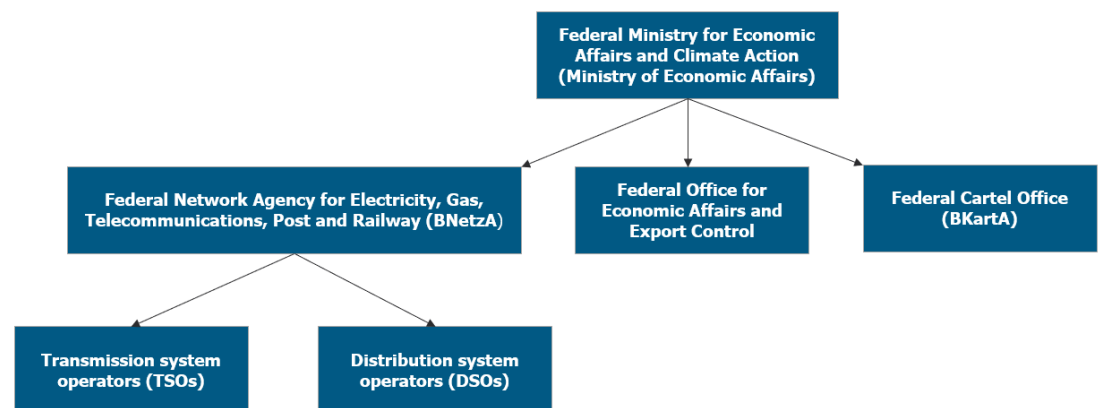 Federal Ministry for Economic
Affairs and Climate Action
(Ministry of Economic Affairs)
Federal Network Agency for Electricity, Gas,
Telecommunications, Post and Railway (BNetzA)
Federal Office for
Economic Affairs and
Export Control
Federal Cartel Office
(BKartA)
Transmission system
operators (TSOs)
Distribution system
operators (DSOs)